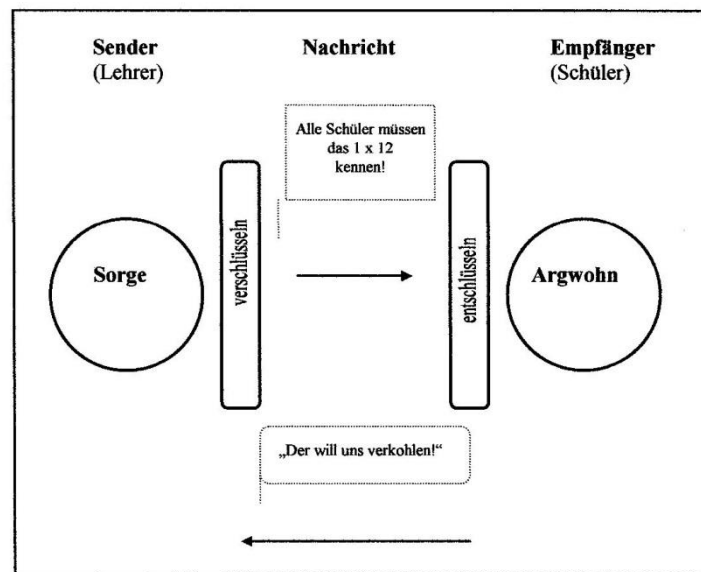 Sender
(Lehrer)
Nachricht
Empfänger
(Schüler)
Alle Schüler müssen
das 1 x 12
kennen!
Sorge
verschlüsseln
entschlüsseln
Argwohn
„Der will uns verkohlen!“